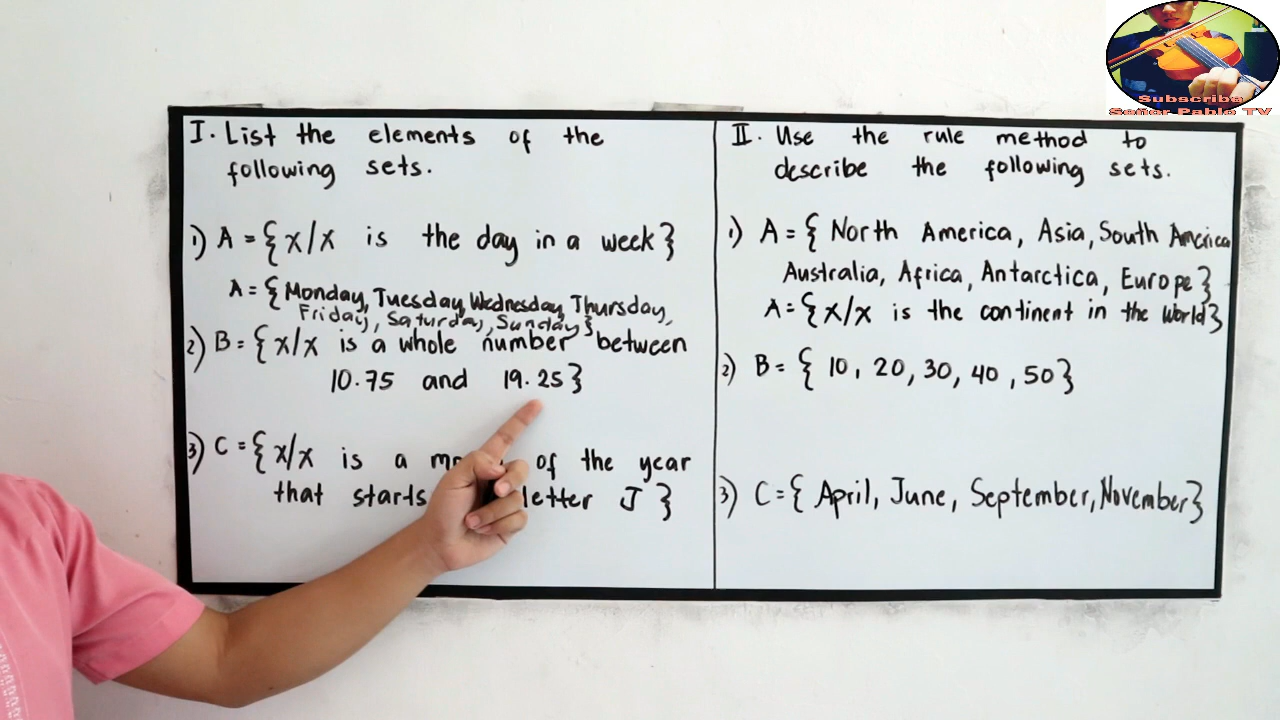 I. List the elements of the
following sets.
1) A = {x/x is the day in a week}
A = {Monday, Tuesday, Wednesday, Thursday,
Friday, Saturday, Sunday}
2) B = {x/x is a whole number between
10.75 and 19.25}
3) C = {x/x is a of the year
that starts letter J}
II. Use the rule method to
describe the following sets.
1) A = { North America, Asia, South America
Australia, Africa, Antarctica, Europe}
A = {x/x is the continent in the world}
2) B = { 10, 20, 30, 40, 50}
3) C = { April, June, September, November}
Subscribe
Señor Pablo TV